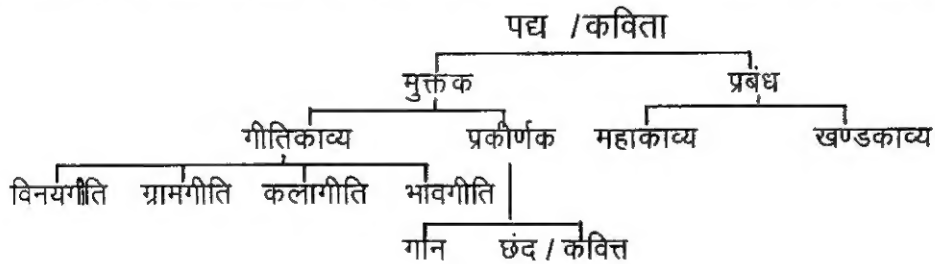 पद्य / कविता
मुक्तक प्रबंध
गीतिकाव्य प्रकीर्णक महाकाव्य खण्डकाव्य
विनयगीति ग्रामगीति कलागीति भावगीति
गान छंद / कवित्त